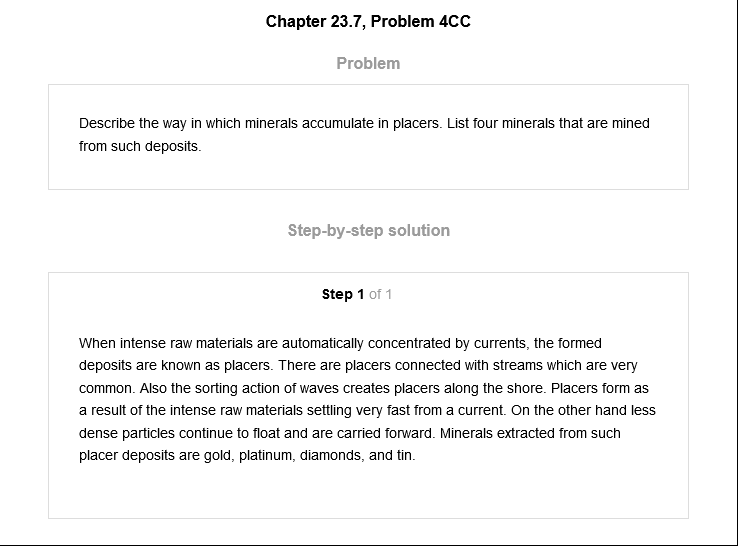 Chapter 23.7, Problem 4CC
Problem
Describe the way in which minerals accumulate in placers. List four minerals that are mined
from such deposits.
Step-by-step solution
Step 1 of 1
When intense raw materials are automatically concentrated by currents, the formed
deposits are known as placers. There are placers connected with streams which are very
common. Also the sorting action of waves creates placers along the shore. Placers form as
a result of the intense raw materials settling very fast from a current. On the other hand less
dense particles continue to float and are carried forward. Minerals extracted from such
placer deposits are gold, platinum, diamonds, and tin.